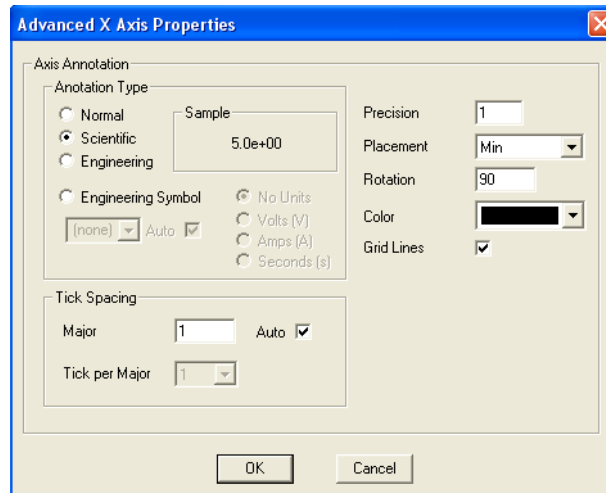 Advanced X Axis Properties
Axis Annotation
Anotation Type
Normal
Scientific
Engineering
Sample
5.0e+00
Engineering Symbol
(none)
Auto
No Units
Volts (V)
Amps (A)
Seconds (s)
Precision
1
Placement
Min
Rotation
90
Color
Grid Lines
Tick Spacing
Major
1
Auto
Tick per Major
1
OK
Cancel